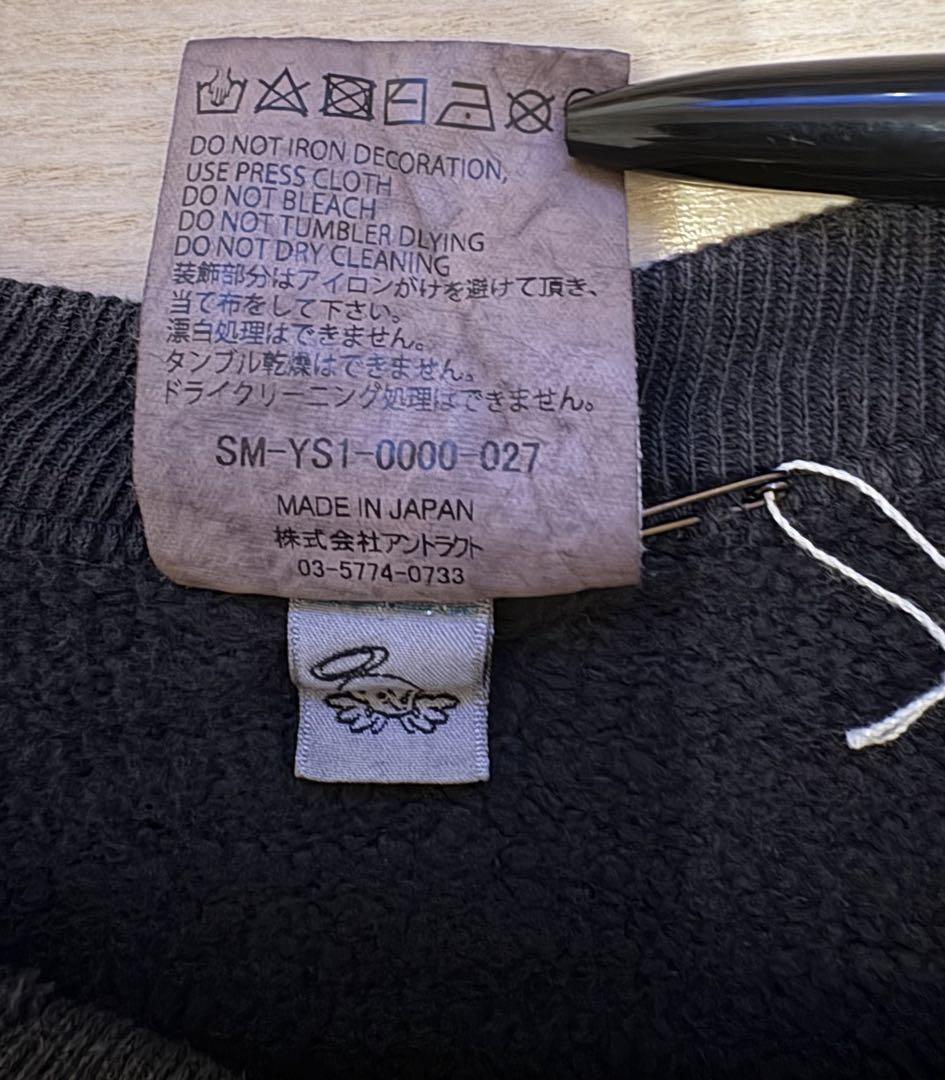 DO NOT IRON DECORATION,
USE PRESS CLOTH
DO NOT BLEACH
DO NOT TUMBLER DLYING
DO NOT DRY CLEANING
装飾部分はアイロンがけを避けて頂き、
当て布をして下さい。
漂白処理はできません。
タンブル乾燥はできません。
ドライクリーニング処理はできません。
SM-YS1-0000-027
MADE IN JAPAN
株式会社アントラクト
03-5774-0733